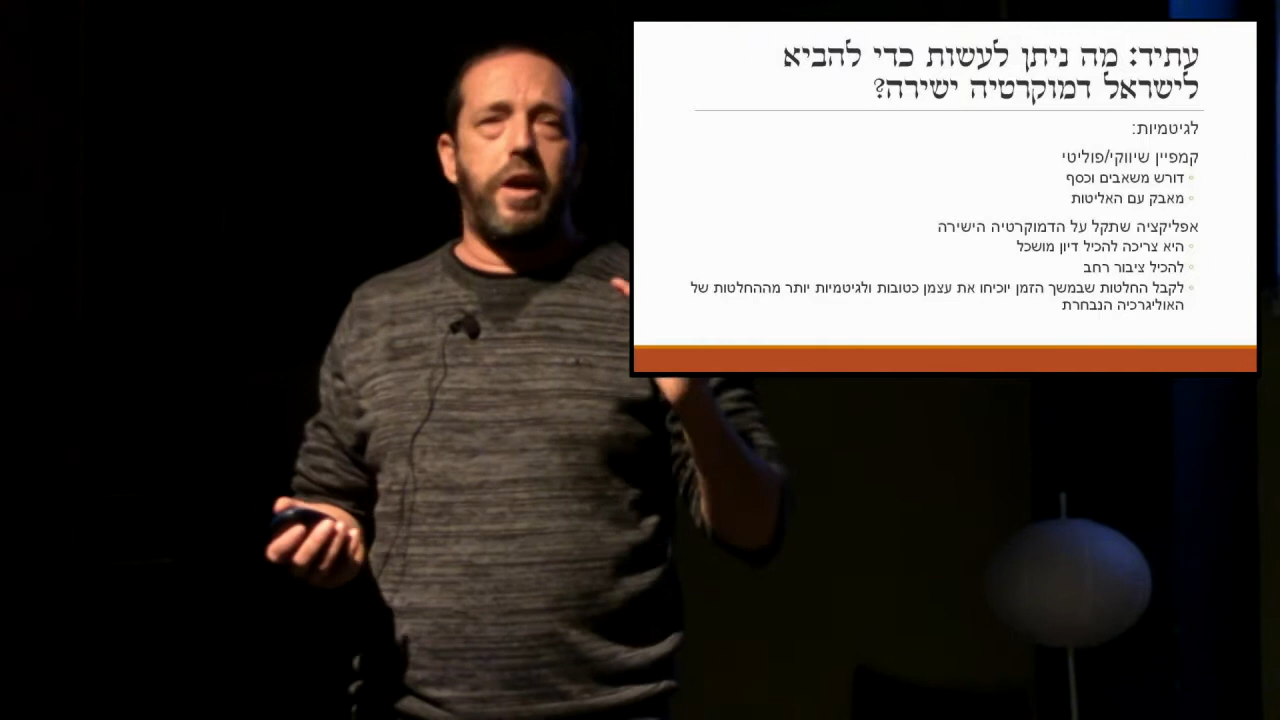 עתיד: מה ניתן לעשות כדי להביא
לישראל דמוקרטיה ישירה?
לגיטמיות:
קמפיין שיווקי/פוליטי
◦ דורש משאבים וכסף
◦ מאבק עם האליטות
אפליקציה שתקל על הדמוקרטיה הישירה
◦ היא צריכה להכיל דיון מושכל
◦ להכיל ציבור רחב
◦ לקבל החלטות שבמשך הזמן יוכיחו את עצמן כטובות ולגיטמיות יותר מההחלטות של
האוליגרכיה הנבחרת